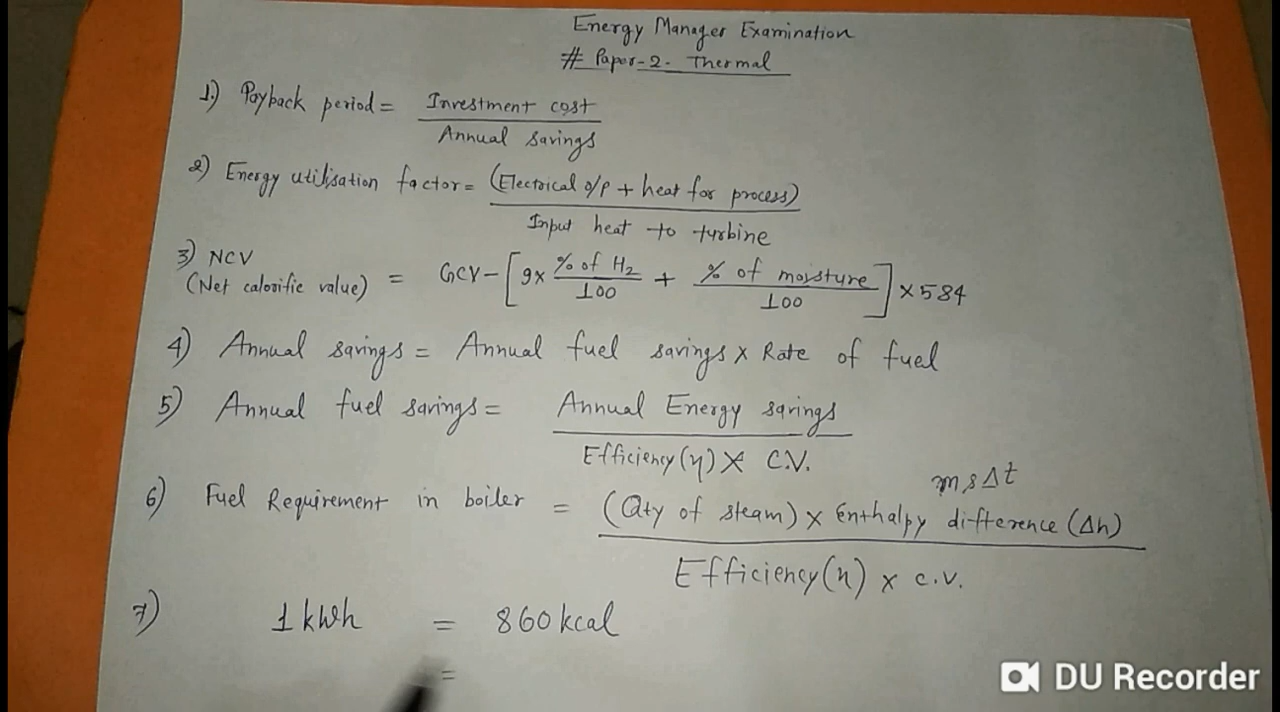 Energy Manager Examination
# Paper-2- Thermal
1.) Payback period = Investment cost
Annual savings
2) Energy utilisation factor = (Electrical o/p + heat for process)
Input heat to turbine
3) NCV
(Net calorific value) = GCV - [9 x % of H2 / 100 + % of moisture / 100] x 584
4) Annual savings = Annual fuel savings x Rate of fuel
5) Annual fuel savings = Annual Energy savings
Efficiency (η) x C.V.
msΔt
6) Fuel Requirement in boiler = (Qty of steam) x Enthalpy difference (Δh)
Efficiency (η) x C.V.
7) 1 kWh = 860 kcal
=
DU Recorder